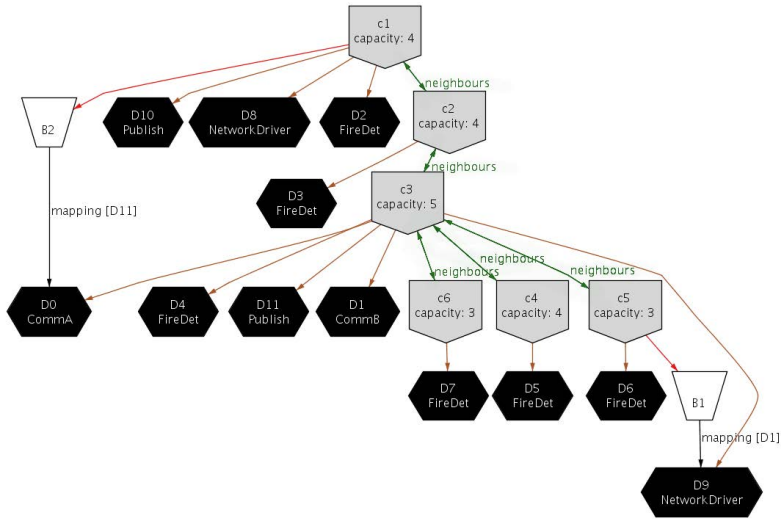 c1
capacity: 4
neighbours
B2
D10
Publish
D8
NetworkDriver
D2
FireDet
c2
capacity: 4
neighbours
D3
FireDet
c3
capacity: 5
mapping [D11]
neighbours
neighbours
neighbours
D0
CommA
D4
FireDet
D11
Publish
D1
CommB
c6
capacity: 3
c4
capacity: 4
c5
capacity: 3
D7
FireDet
D5
FireDet
D6
FireDet
B1
mapping [D1]
D9
NetworkDriver